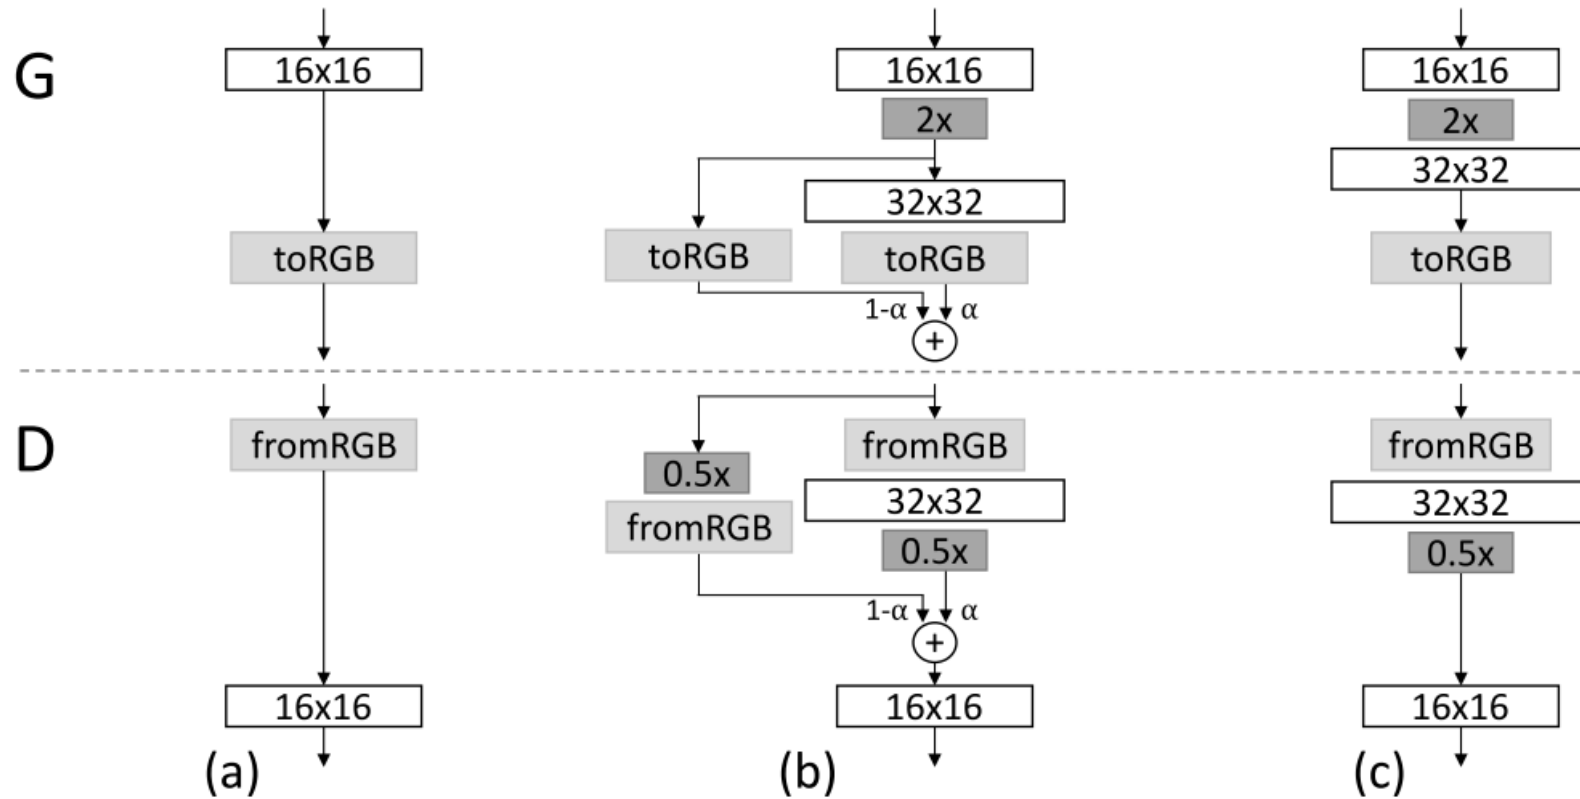 G
16x16
toRGB
16x16
2x
32x32
toRGB
toRGB
1-α
α
+
16x16
2x
32x32
toRGB
D
fromRGB
16x16
0.5x
fromRGB
fromRGB
32x32
0.5x
1-α
α
+
16x16
fromRGB
32x32
0.5x
16x16
(a)
(b)
(c)